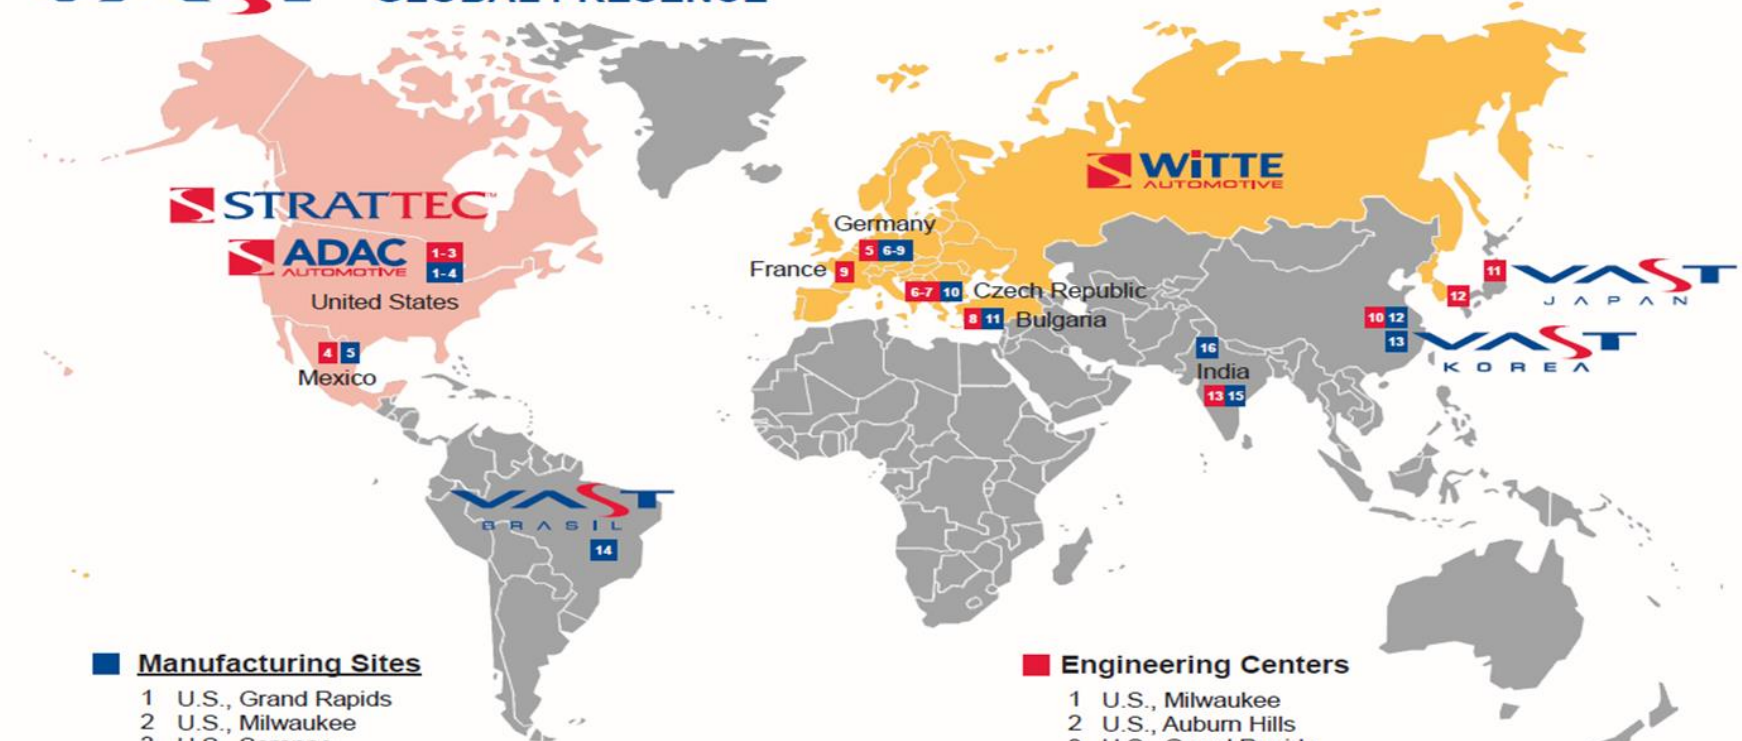 GLOBAL PRESENCE
WiTTE
AUTOMOTIVE
STRATTEC™
Germany
ADAC
AUTOMOTIVE
1-3
1-4
5 6-9
France 9
United States
6-7 10 Czech Republic
8 11 Bulgaria
11 VAST
JAPAN
12
10 12
13 VAST
KOREA
4 5
Mexico
16
India
13 15
VAST
BRASIL
14
Manufacturing Sites
1 U.S., Grand Rapids
2 U.S., Milwaukee
Engineering Centers
1 U.S., Milwaukee
2 U.S., Auburn Hills